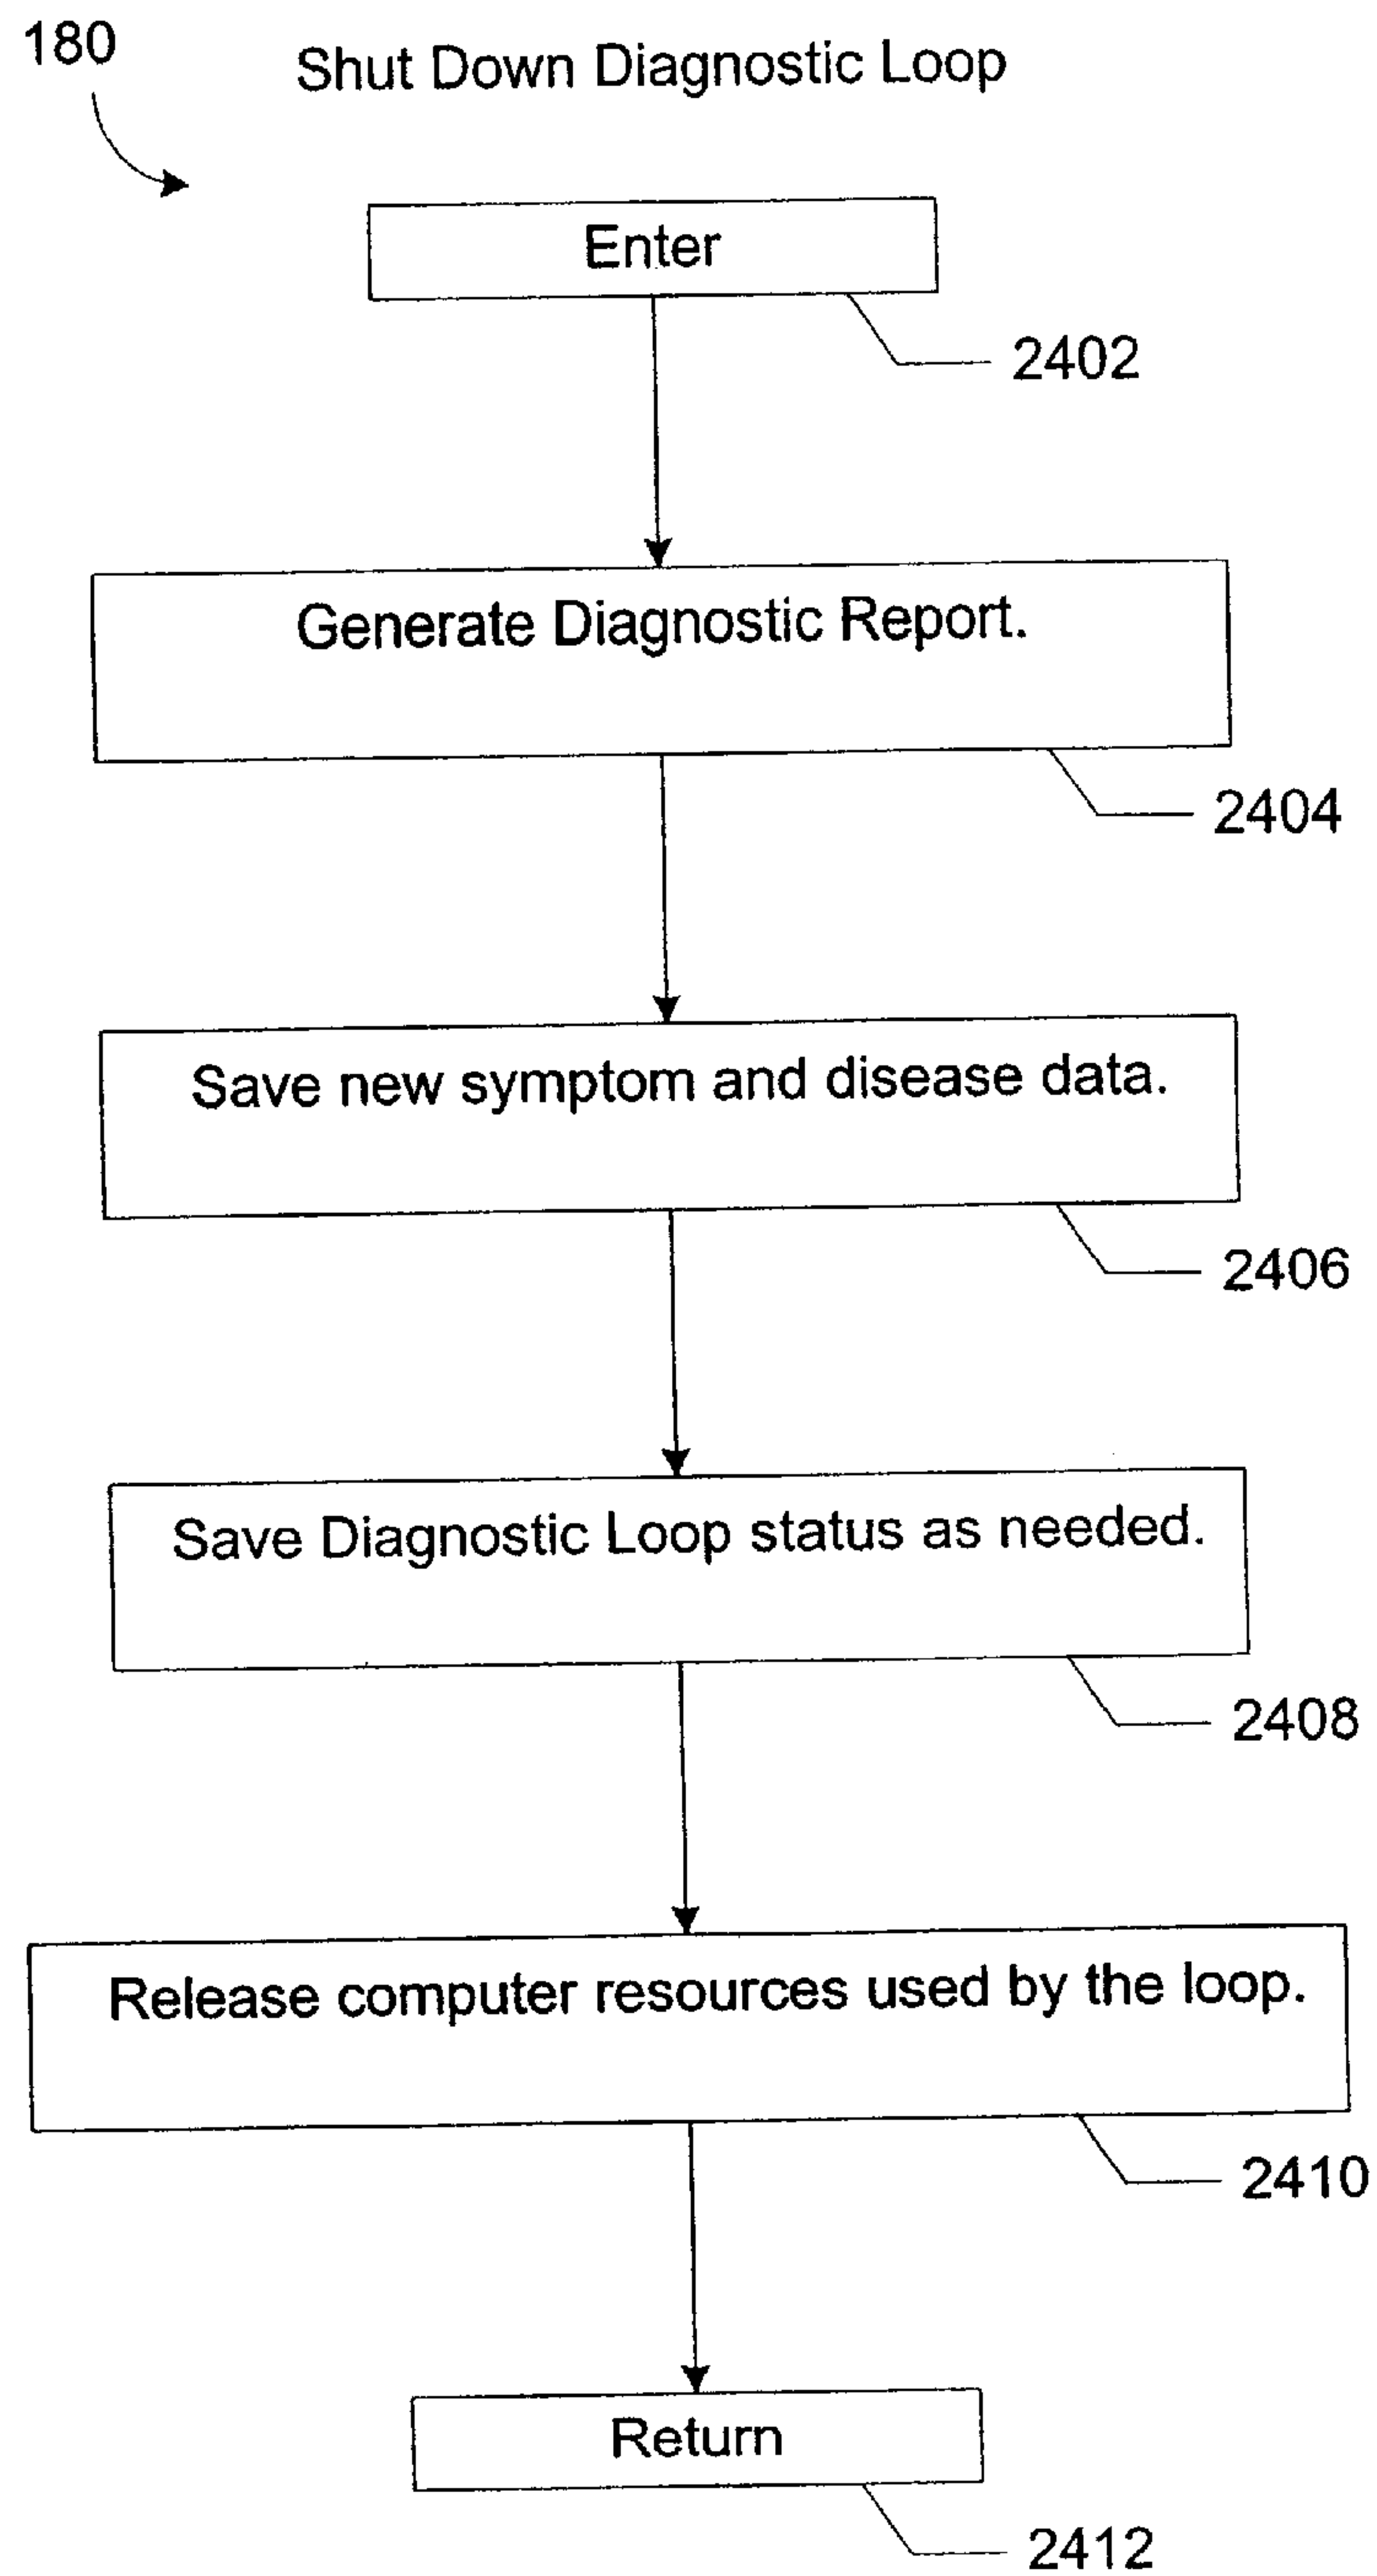 180
Shut Down Diagnostic Loop
Enter
2402
Generate Diagnostic Report.
2404
Save new symptom and disease data.
2406
Save Diagnostic Loop status as needed.
2408
Release computer resources used by the loop.
2410
Return
2412